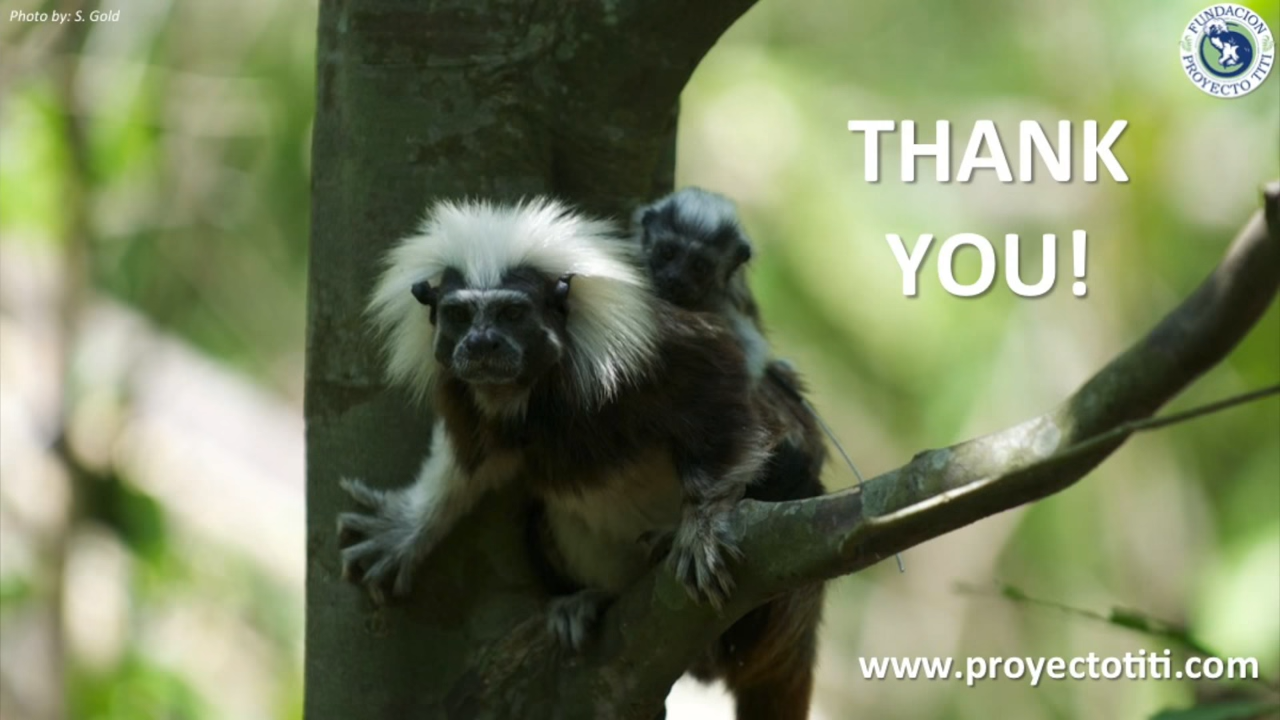 Photo by: S. Gold
FUNDACION
PROYECTO TITI
THANK
YOU!
www.proyectotiti.com